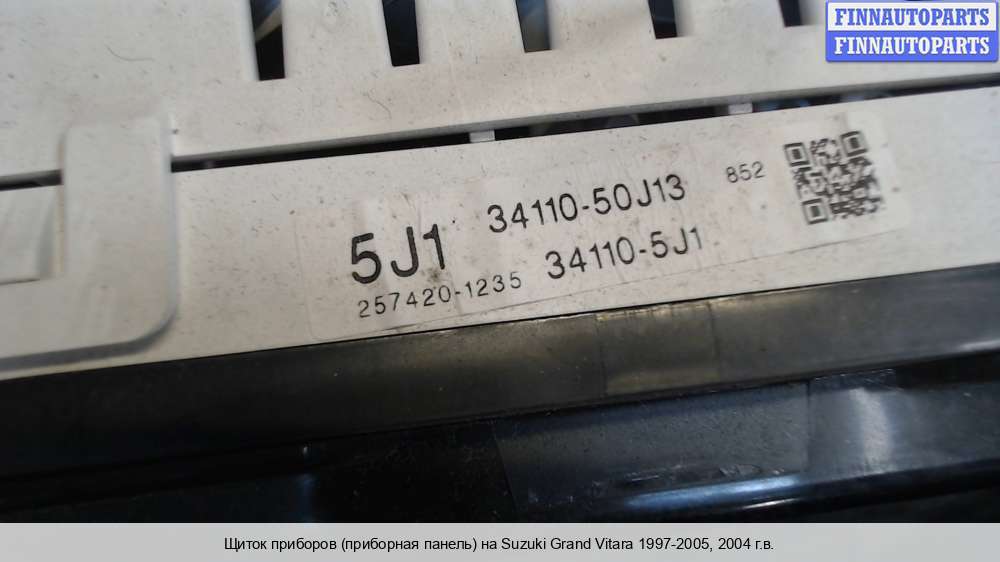 FINNAUTOPARTS
FINNAUTOPARTS
5J1 34110-50J13 852
257420-1235 34110-5J1
Щиток приборов (приборная панель) на Suzuki Grand Vitara 1997-2005, 2004 г.в.